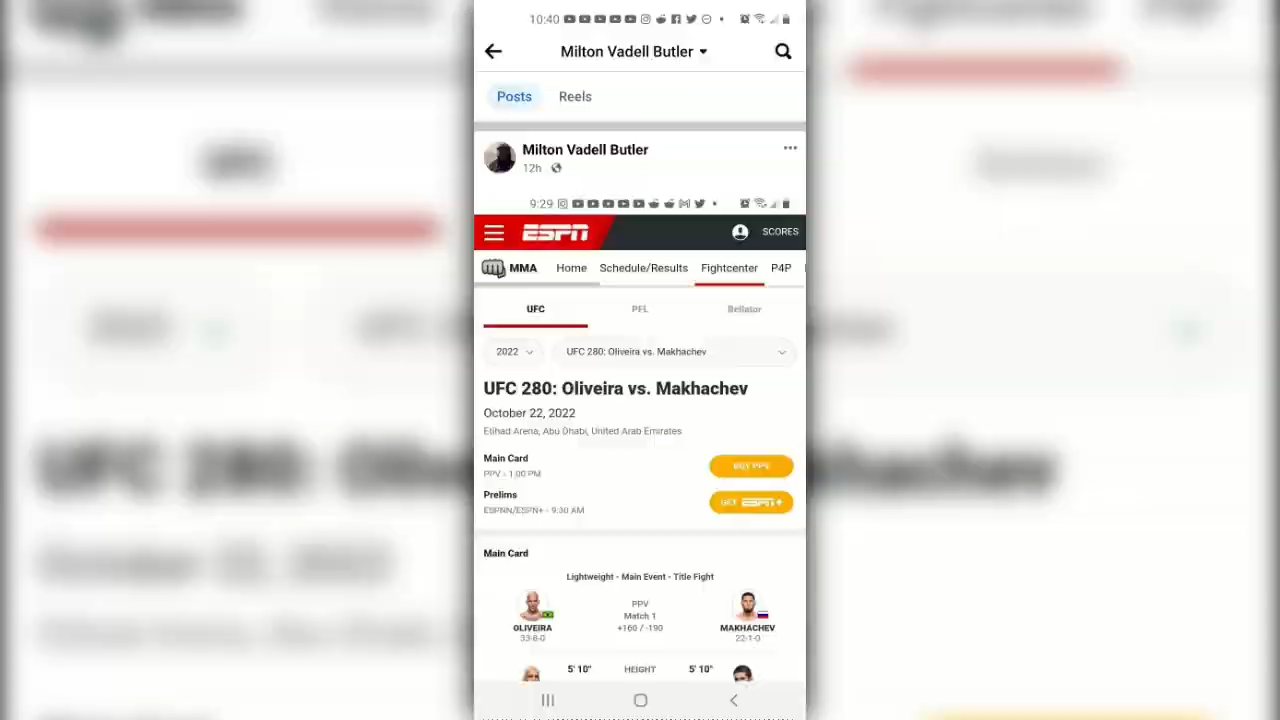 10:40
Milton Vadell Butler
Posts Reels
Milton Vadell Butler
12h
9:29
ESPN SCORES
MMA Home Schedule/Results Fightcenter P4P
UFC PFL Bellator
2022 UFC 280: Oliveira vs. Makhachev
UFC 280: Oliveira vs. Makhachev
October 22, 2022
Etihad Arena, Abu Dhabi, United Arab Emirates
Main Card
PPV - 1:00 PM
BUY PPV
Prelims
ESPNN/ESPN+ - 9:30 AM
GET ESPN+
Main Card
Lightweight - Main Event - Title Fight
PPV
Match 1
OLIVEIRA +160 / -190 MAKHACHEV
33-8-0 22-1-0
5' 10" HEIGHT 5' 10"